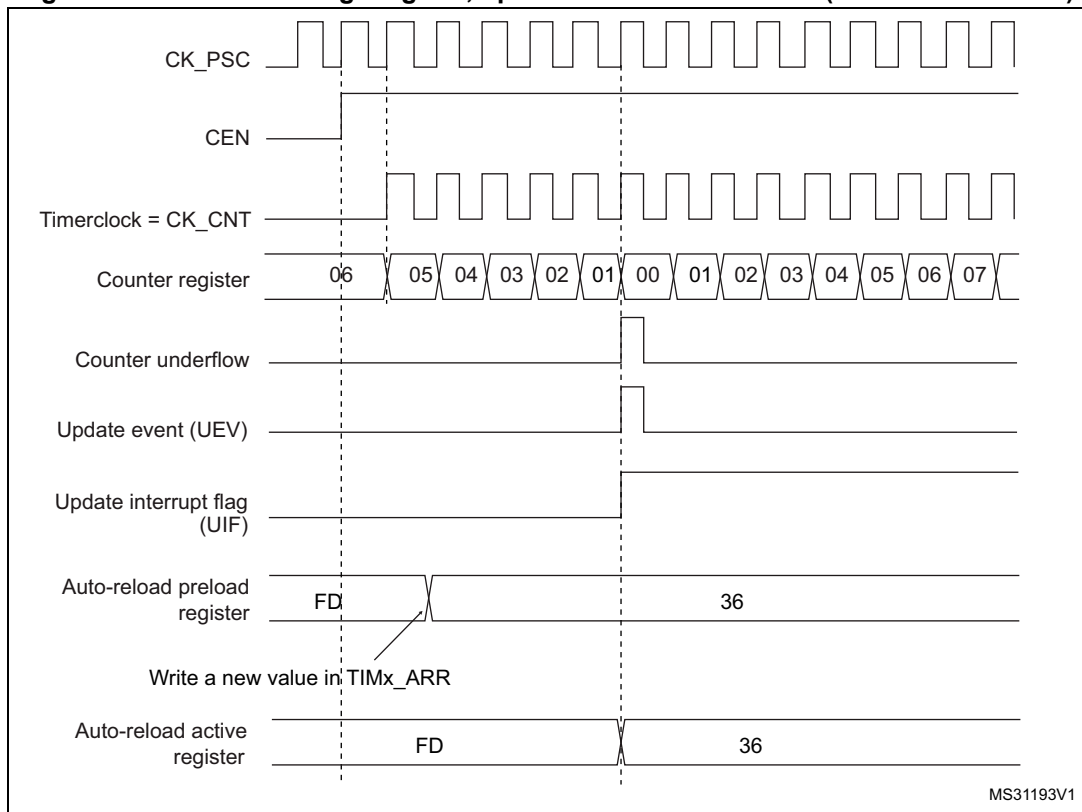 CK_PSC
CEN
Timerclock = CK_CNT
Counter register 06 05 04 03 02 01 00 01 02 03 04 05 06 07
Counter underflow
Update event (UEV)
Update interrupt flag
(UIF)
Auto-reload preload
register
FD 36
Write a new value in TIMx_ARR
Auto-reload active
register
FD 36
MS31193V1